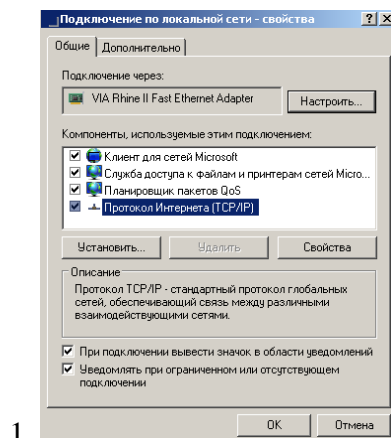 Подключение по локальной сети - свойства
Общие Дополнительно
Подключение через:
VIA Rhine II Fast Ethernet Adapter Настроить...
Компоненты, используемые этим подключением:
Клиент для сетей Microsoft
Служба доступа к файлам и принтерам сетей Micro...
Планировщик пакетов QoS
Протокол Интернета (TCP/IP)
Установить... Удалить Свойства
Описание
Протокол TCP/IP - стандартный протокол глобальных
сетей, обеспечивающий связь между различными
взаимодействующими сетями.
При подключении вывести значок в области уведомлений
Уведомлять при ограниченном или отсутствующем
подключении
1 OK Отмена